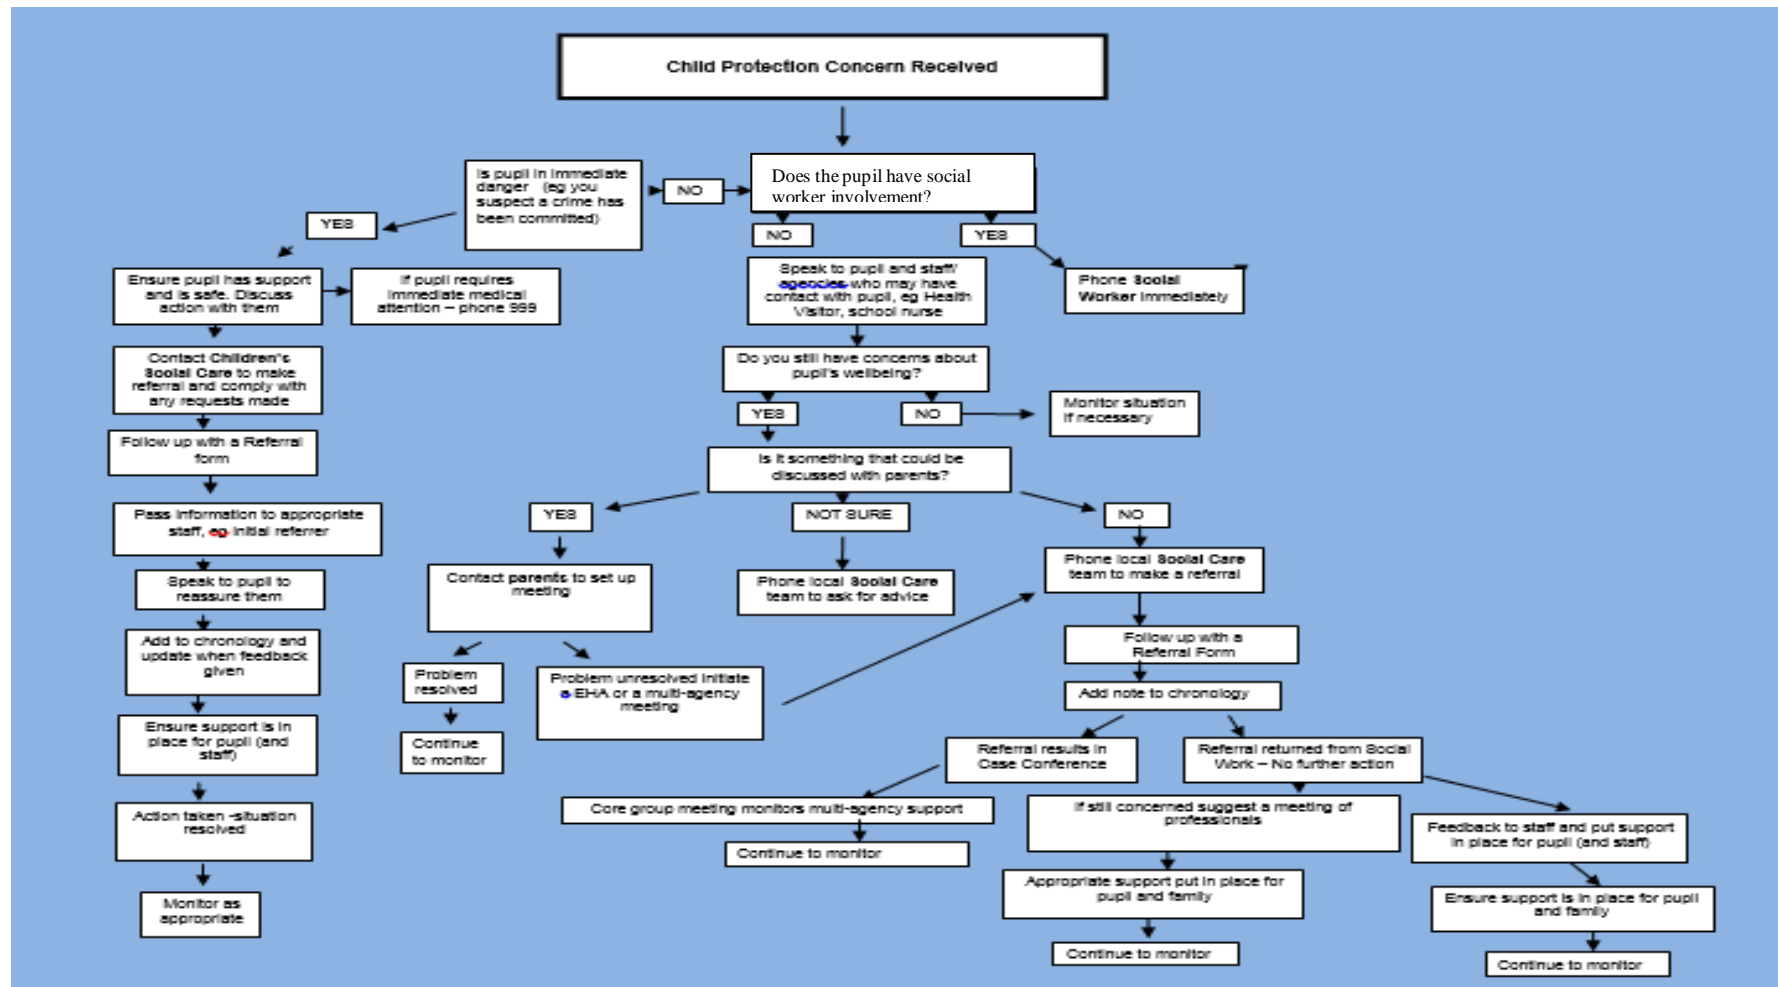 Child Protection Concern Received
Is pupil in immediate
danger (eg you
suspect a crime has
been committed)
NO
Does the pupil have social
worker involvement?
YES
NO
YES
Ensure pupil has support
and is safe. Discuss
action with them
If pupil requires
immediate medical
attention – phone 999
Speak to pupil and staff/
agencies who may have
contact with pupil, eg Health
Visitor, school nurse
Phone Social
Worker immediately
Contact Children's
Social Care to make
referral and comply with
any requests made
Do you still have concerns about
pupil's wellbeing?
YES
NO
Monitor situation
if necessary
Follow up with a Referral
form
Is it something that could be
discussed with parents?
Pass information to appropriate
staff, eg initial referrer
YES
NOT SURE
NO
Speak to pupil to
reassure them
Contact parents to set up
meeting
Phone local Social Care
team to ask for advice
Phone local Social Care
team to make a referral
Add to chronology and
update when feedback
given
Problem
resolved
Problem unresolved initiate
a EHA or a multi-agency
meeting
Follow up with a
Referral Form
Add note to chronology
Ensure support is in
place for pupil (and
staff)
Continue
to monitor
Referral results in
Case Conference
Referral returned from Social
Work – No further action
Action taken -situation
resolved
Core group meeting monitors multi-agency support
If still concerned suggest a meeting of
professionals
Feedback to staff and put support
in place for pupil (and staff)
Continue to monitor
Monitor as
appropriate
Appropriate support put in place for
pupil and family
Ensure support is in place for pupil
and family
Continue to monitor
Continue to monitor